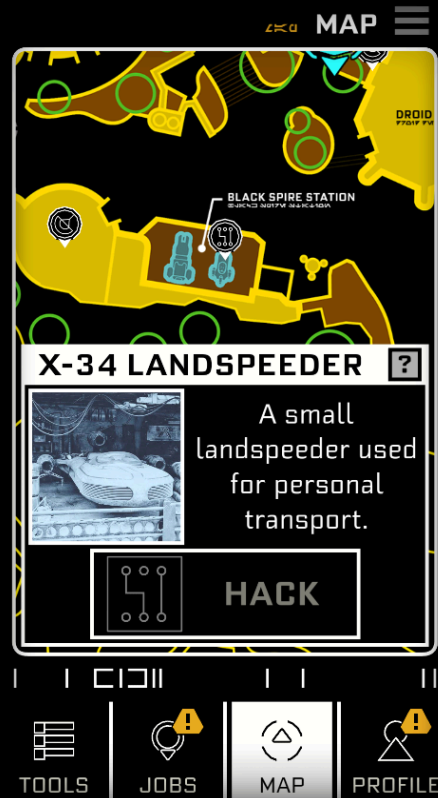 MAP
DROID
BLACK SPIRE STATION
X-34 LANDSPEEDER
?
A small
landspeeder used
for personal
transport.
HACK
! !
TOOLS JOBS MAP PROFILE